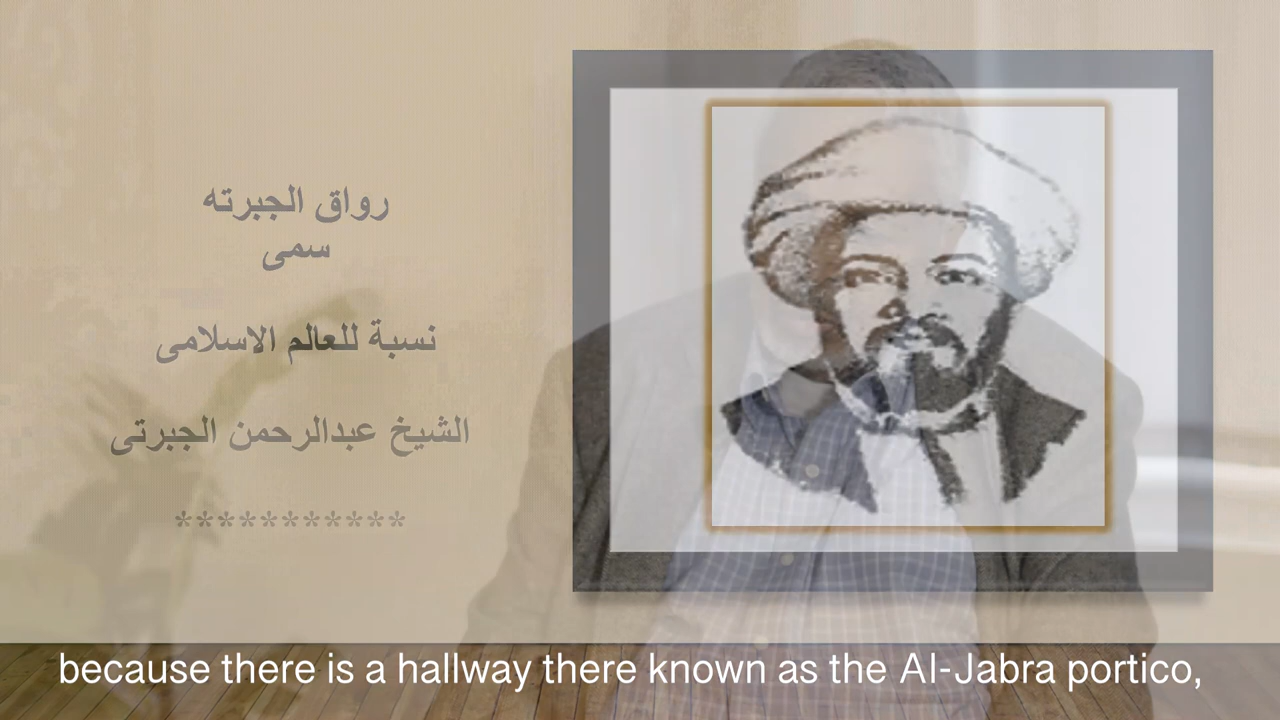 رواق الجبرته
سمى
نسبة للعالم الاسلامى
الشيخ عبدالرحمن الجبرتى
***********
because there is a hallway there known as the Al-Jabra portico,